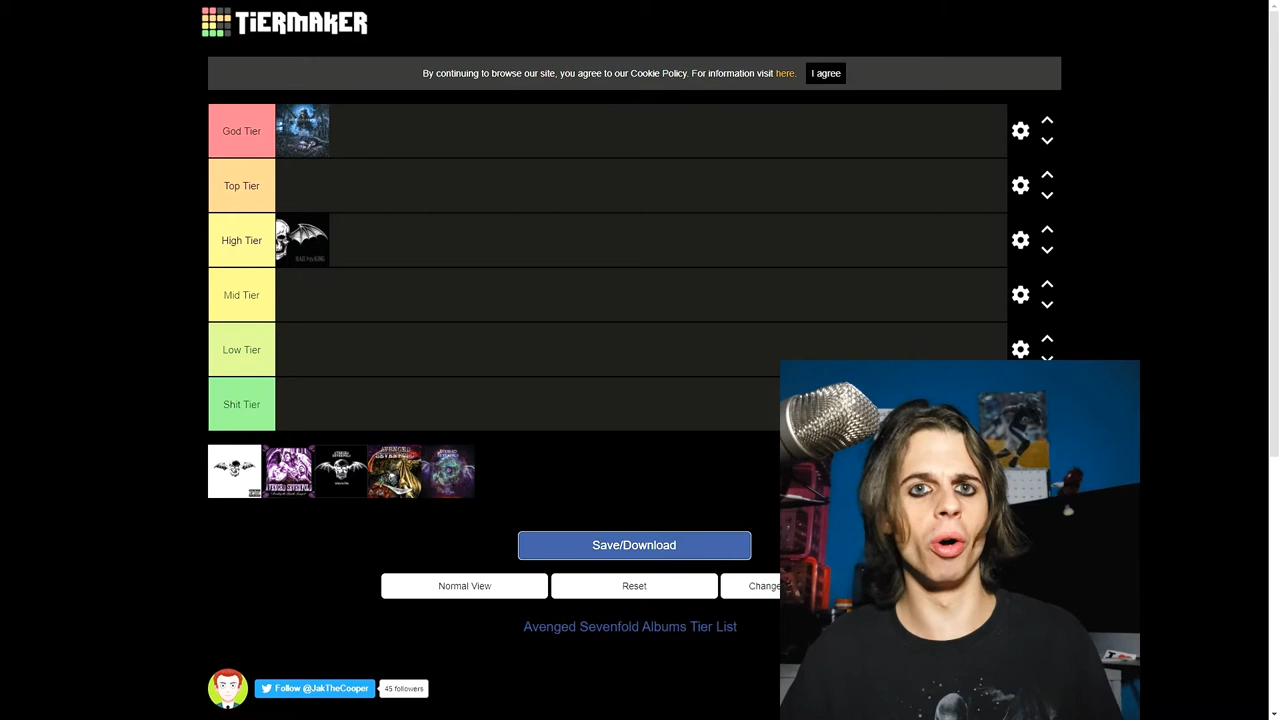 TiERMAKER
By continuing to browse our site, you agree to our Cookie Policy. For information visit here. I agree
God Tier
Top Tier
High Tier
Mid Tier
Low Tier
Shit Tier
AVENGED SEVENFOLD
Save/Download
Normal View Reset Change
Avenged Sevenfold Albums Tier List
Follow @JakTheCooper 45 followers